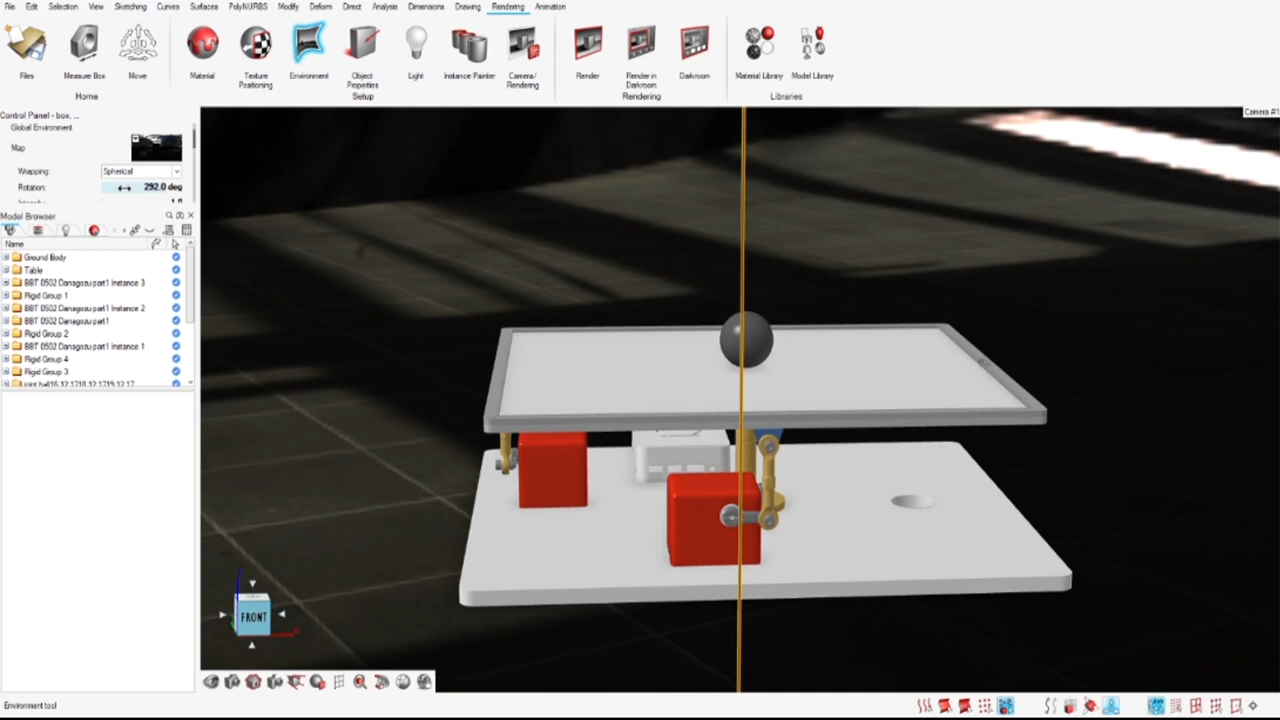 File Edit Selection View Sketching Curves Surfaces PolyNURBS Modify Deform Direct Analysis Dimensions Drawing Rendering Animation
Files Measure Box Move Material Texture Positioning Environment Object Properties Light Instance Painter Camera/ Rendering Render Render in Darkroom Darkroom Material Library Model Library
Home Setup Rendering Libraries
Control Panel - box, ...
Camera #1
Global Environment
Map
Wrapping: Spherical
Rotation: 292.0 deg
Model Browser
Name
Ground Body
Table
BBT 0502 Danagozu part1 Instance 3
Rigid Group 1
BBT 0502 Danagozu part1 Instance 2
BBT 0502 Danagozu part1
Rigid Group 2
BBT 0502 Danagozu part1 Instance 1
Rigid Group 4
Rigid Group 3
FRONT
Environment tool